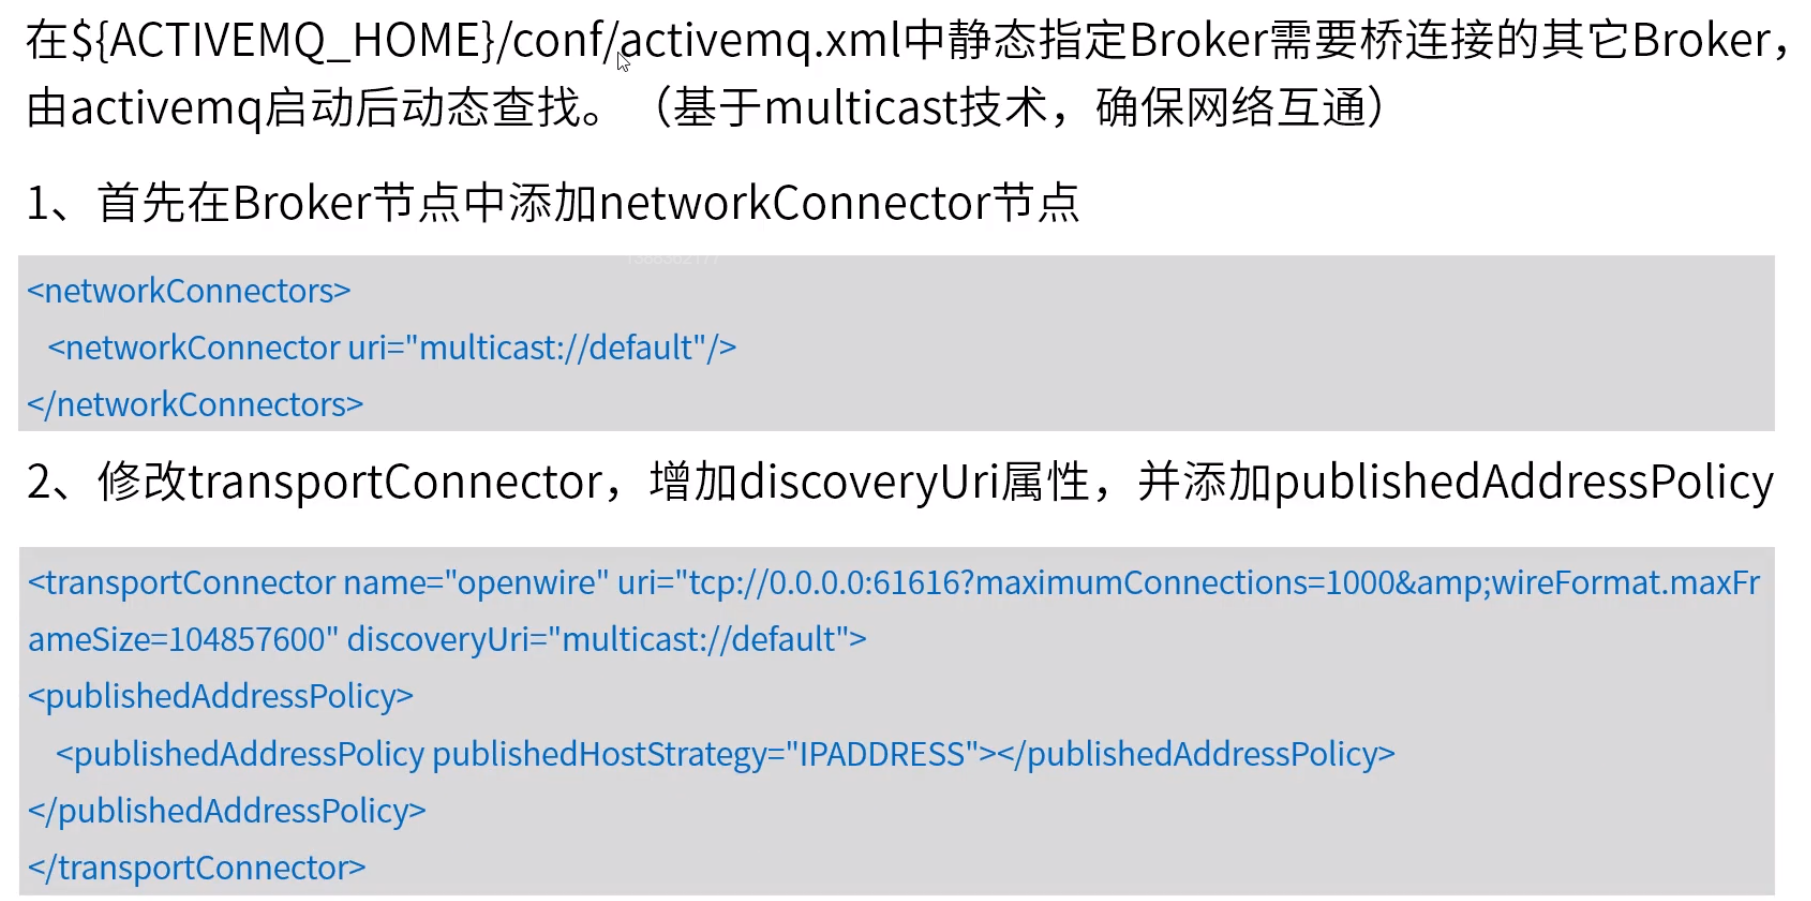 在${ACTIVEMQ_HOME}/conf/activemq.xml中静态指定Broker需要桥连接的其它Broker，
由activemq启动后动态查找。（基于multicast技术，确保网络互通）
1、首先在Broker节点中添加networkConnector节点
1388362177
<networkConnectors>
<networkConnector uri="multicast://default"/>
</networkConnectors>
2、修改transportConnector，增加discoveryUri属性，并添加publishedAddressPolicy
<transportConnector name="openwire" uri="tcp://0.0.0.0:61616?maximumConnections=1000&amp;wireFormat.maxFr
ameSize=104857600" discoveryUri="multicast://default">
<publishedAddressPolicy>
<publishedAddressPolicy publishedHostStrategy="IPADDRESS"></publishedAddressPolicy>
</publishedAddressPolicy>
</transportConnector>